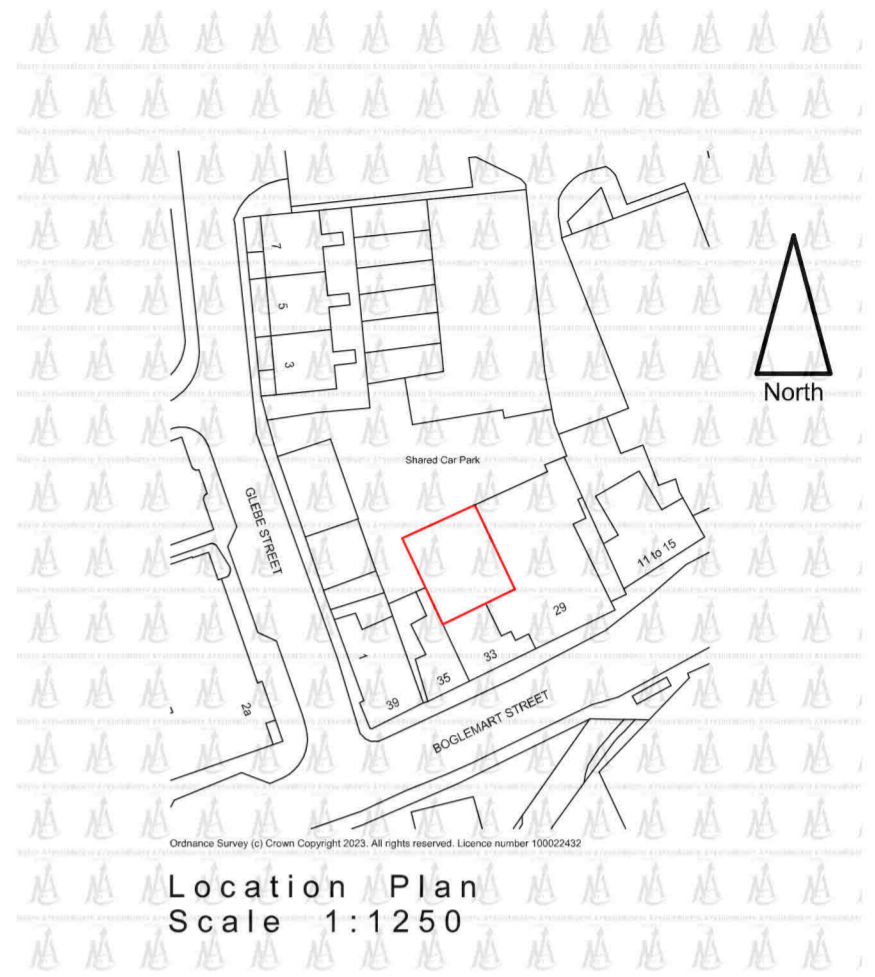 7
5
3
Shared Car Park
GLEBE STREET
11 to 15
29
1
33
35
39
2a
BOGLEMART STREET
North
Ordnance Survey (c) Crown Copyright 2023. All rights reserved. Licence number 100022432
Location Plan
Scale 1:1250